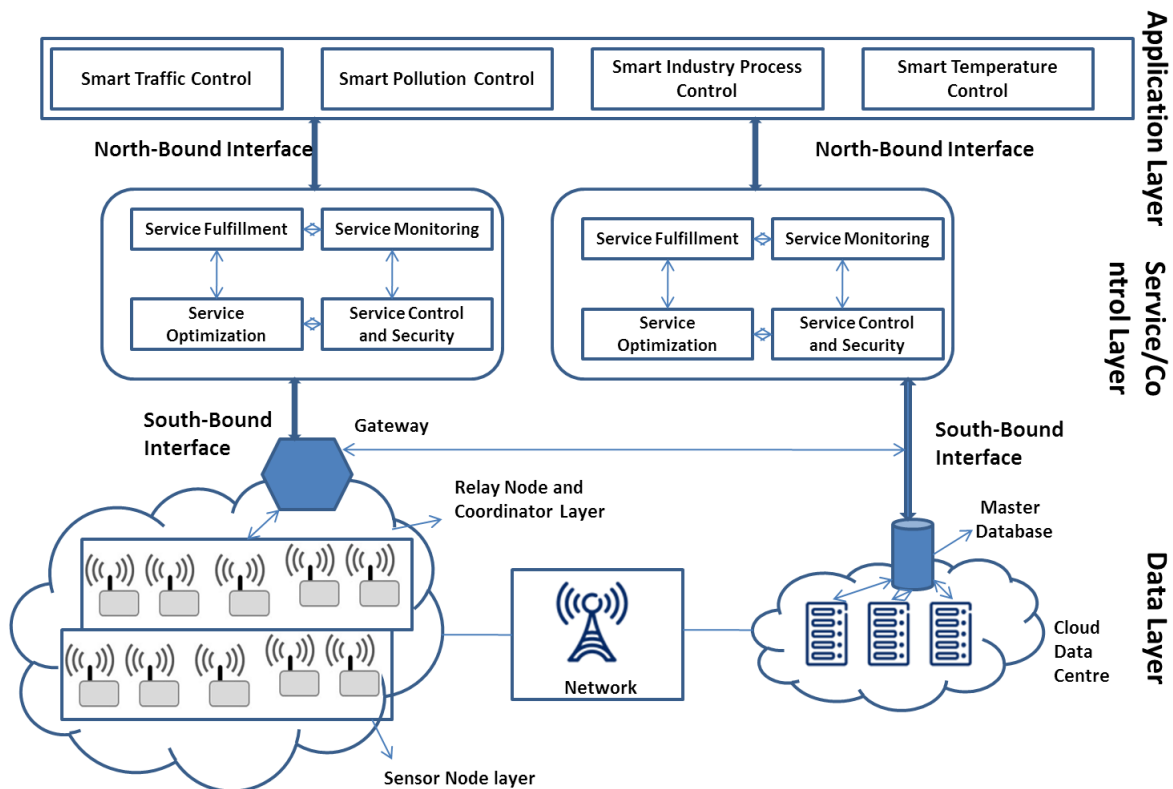 Smart Traffic Control
Smart Pollution Control
Smart Industry Process
Control
Smart Temperature
Control
Application Layer
North-Bound Interface
North-Bound Interface
Service Fulfillment
Service Monitoring
Service
Optimization
Service Control
and Security
Service Fulfillment
Service Monitoring
Service
Optimization
Service Control
and Security
Service/Co
ntrol Layer
South-Bound
Interface
Gateway
South-Bound
Interface
Relay Node and
Coordinator Layer
Master
Database
Network
Cloud
Data
Centre
Data Layer
Sensor Node layer